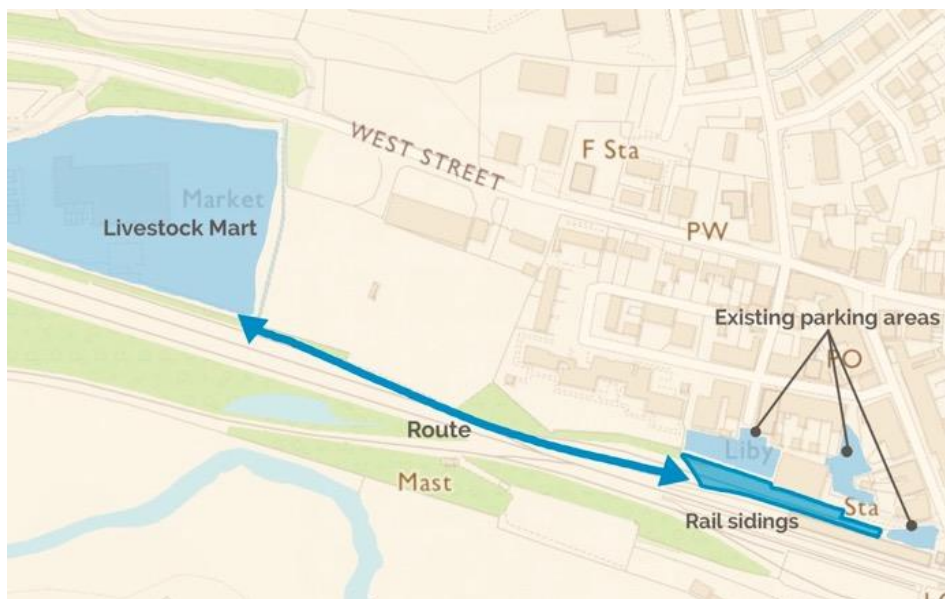 WEST STREET
F Sta
Market
Livestock Mart
PW
Existing parking areas
PO
Route
Liby
Mast
Sta
Rail sidings